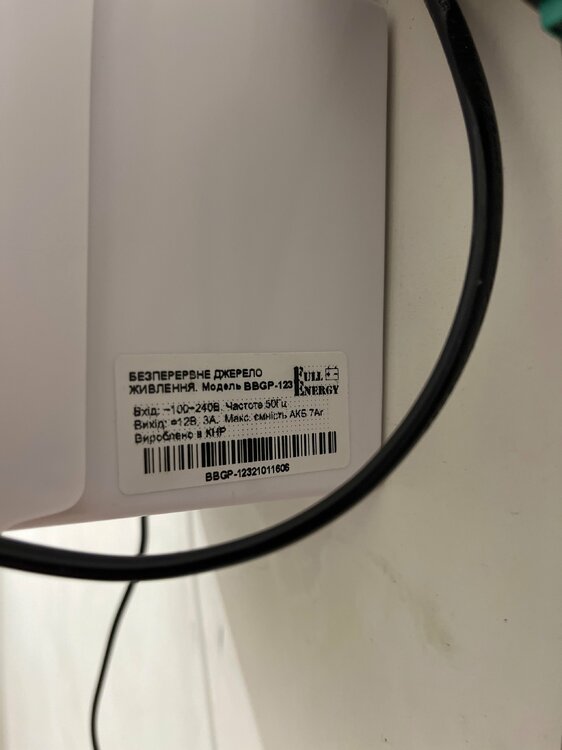 БЕЗПЕРЕРВНЕ ДЖЕРЕЛО
ЖИВЛЕННЯ. Модель BBGP-123
FULL
ENERGY
Вхід: ~100~240В. Частота 50Гц
Вихід: =12В, 3А. Макс. ємність АКБ 7Аг
Вироблено в КНР
BBGP-12321011606